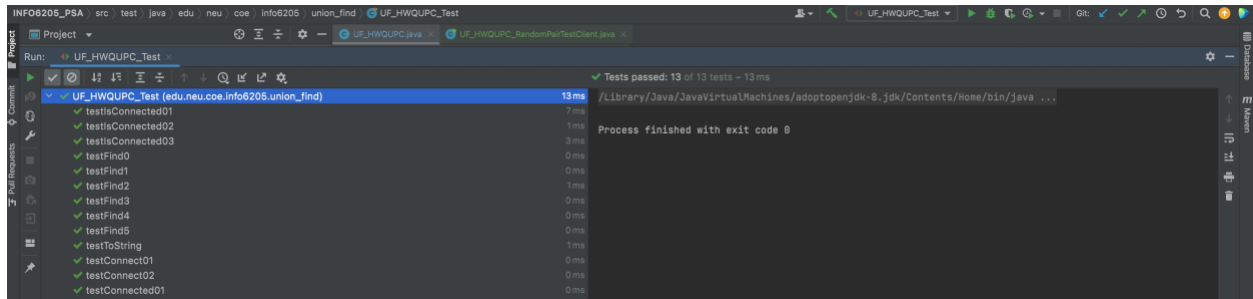 INFO6205_PSA src test java edu neu coe info6205 union_find UF_HWQUPC_Test UF_HWQUPC_Test Git:
Project UF_HWQUPC.java UF_HWQUPC_RandomPairTestClient.java
Run: UF_HWQUPC_Test
Tests passed: 13 of 13 tests – 13 ms
UF_HWQUPC_Test (edu.neu.coe.info6205.union_find) 13 ms
/Library/Java/JavaVirtualMachines/adoptopenjdk-8.jdk/Contents/Home/bin/java ...
testIsConnected01 7 ms
testIsConnected02 1 ms
Process finished with exit code 0
testIsConnected03 3 ms
testFind0 0 ms
testFind1 0 ms
testFind2 1 ms
testFind3 0 ms
testFind4 0 ms
testFind5 0 ms
testToString 1 ms
testConnect01 0 ms
testConnect02 0 ms
testConnected01 0 ms
Project
Commit
Pull Requests
Database
m Maven